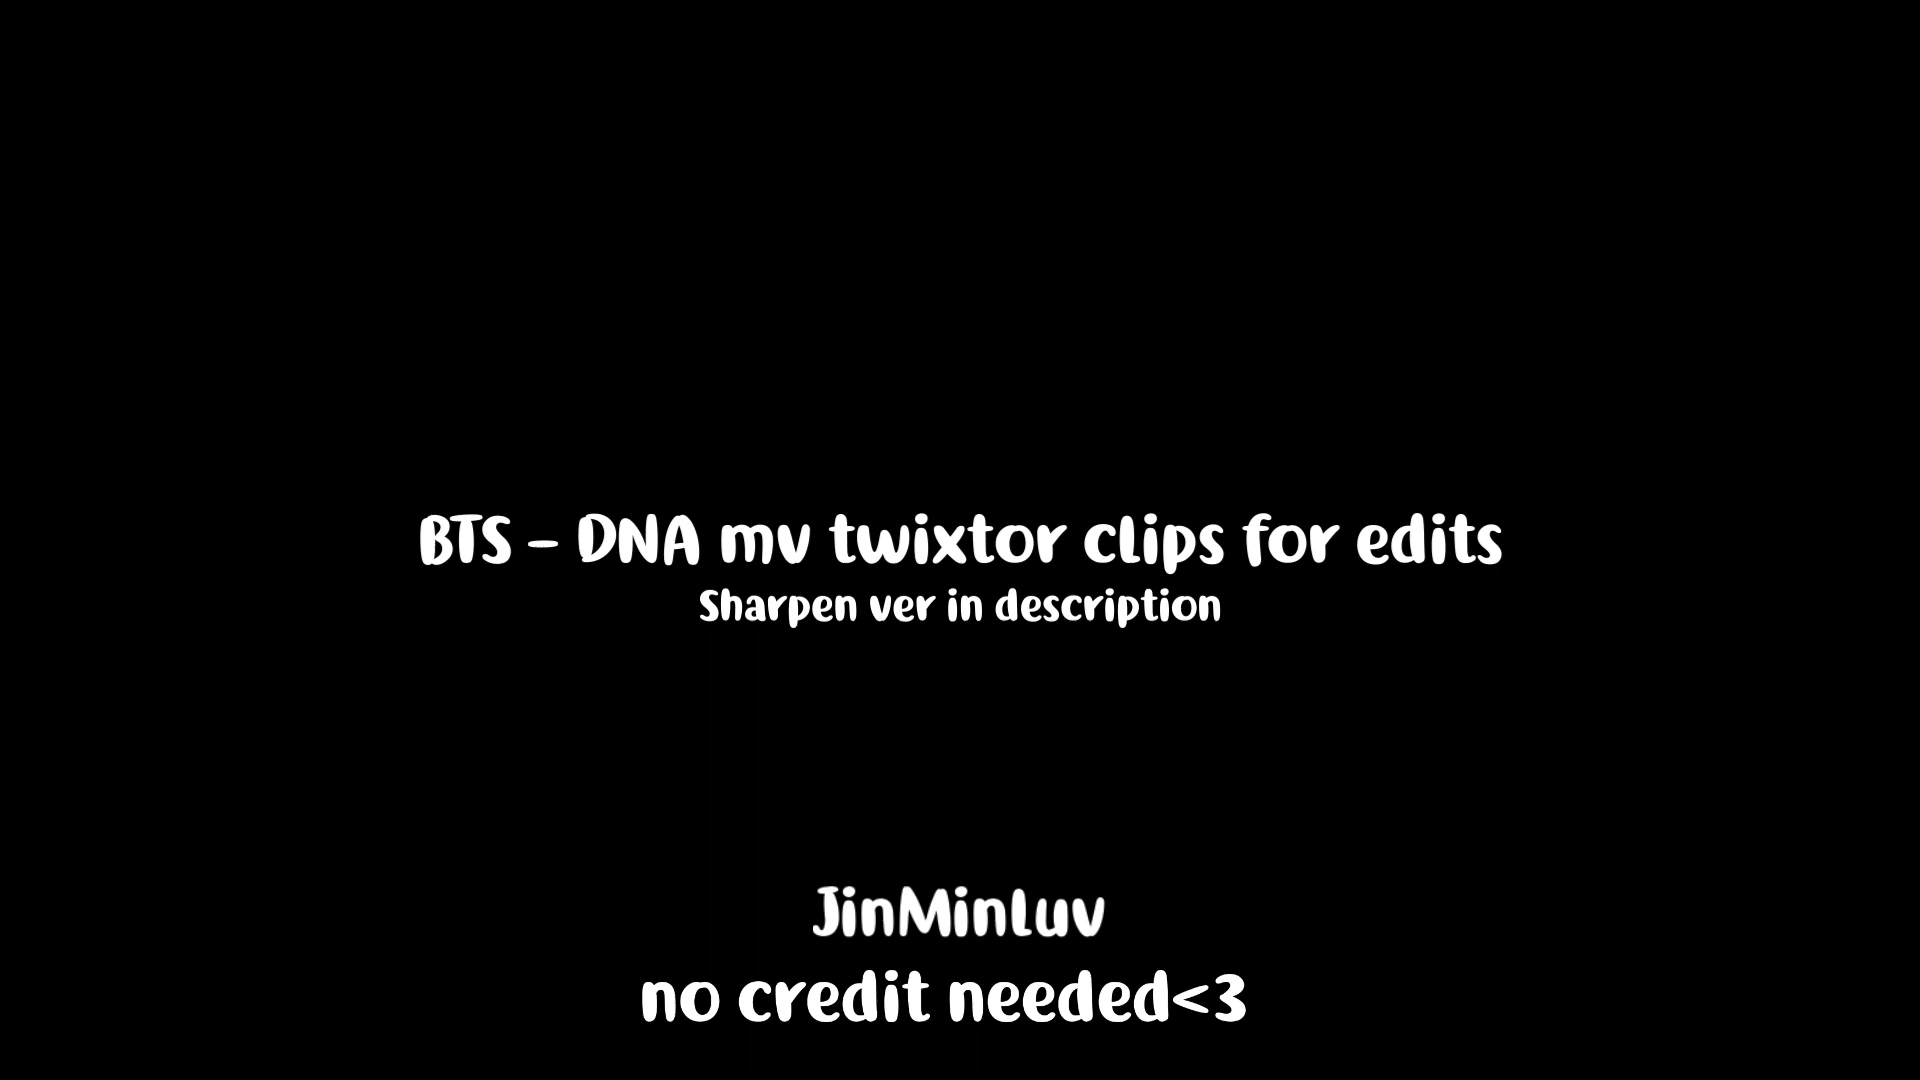 BTS - DNA mv twixtor clips for edits
Sharpen ver in description
JinMinLuv
no credit needed<3